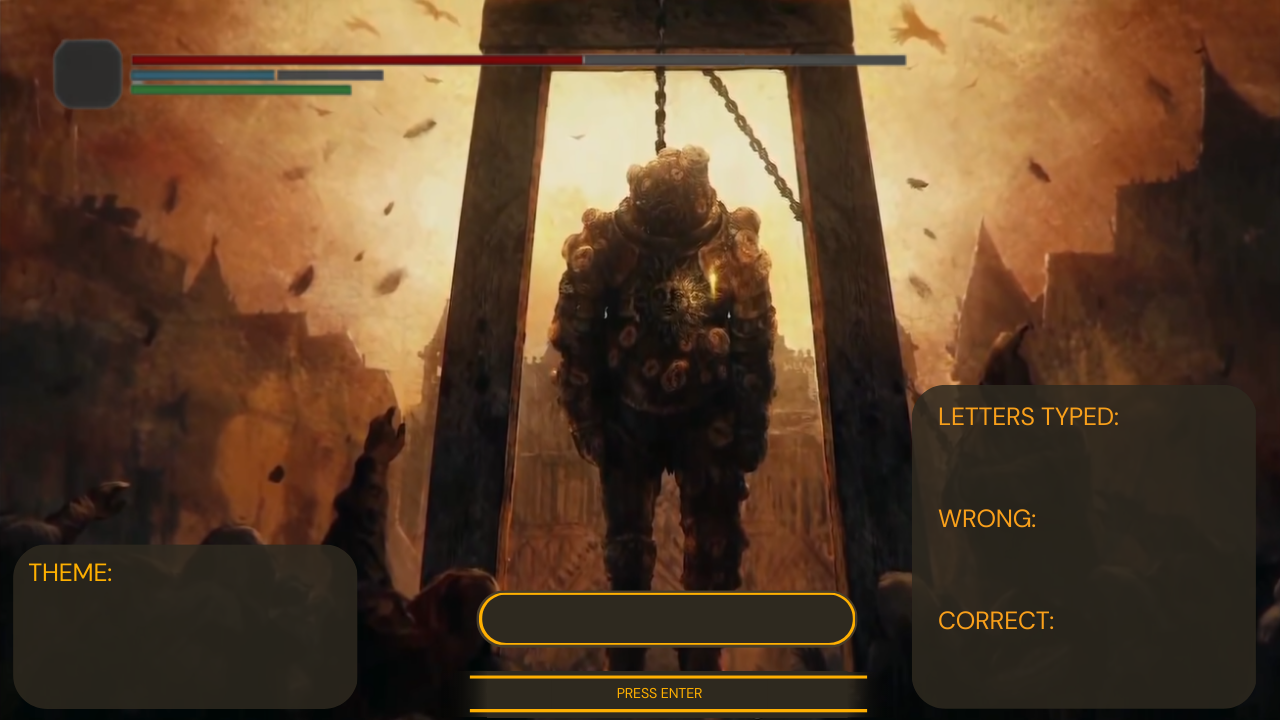 LETTERS TYPED:
WRONG:
THEME:
CORRECT:
PRESS ENTER